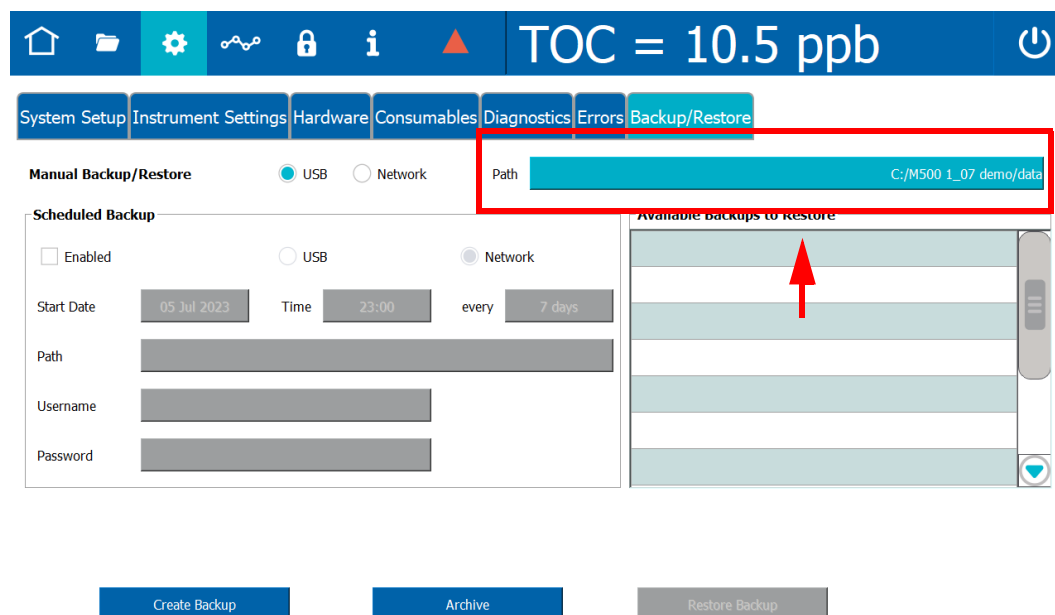 TOC = 10.5 ppb
System Setup Instrument Settings Hardware Consumables Diagnostics Errors Backup/Restore
Manual Backup/Restore USB Network Path C:/M500 1_07 demo/data
Scheduled Backup Available Backups to Restore
Enabled USB Network
Start Date 05 Jul 2023 Time 23:00 every 7 days
Path
Username
Password
Create Backup Archive Restore Backup